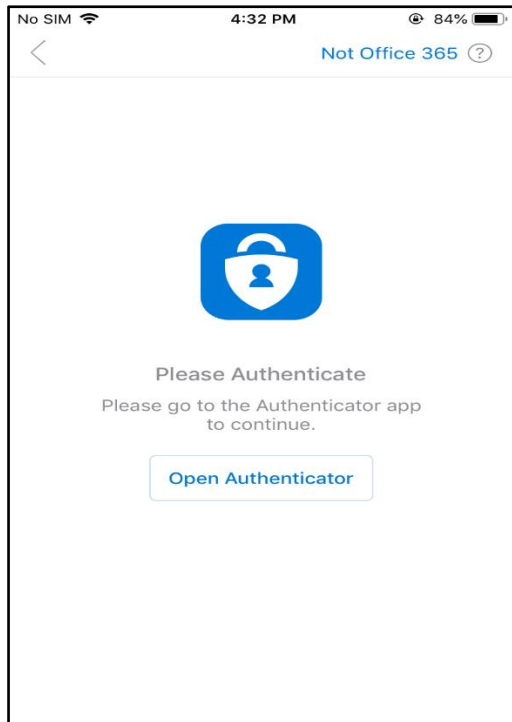 No SIM 4:32 PM 84%
Not Office 365 ?
Please Authenticate
Please go to the Authenticator app
to continue.
Open Authenticator